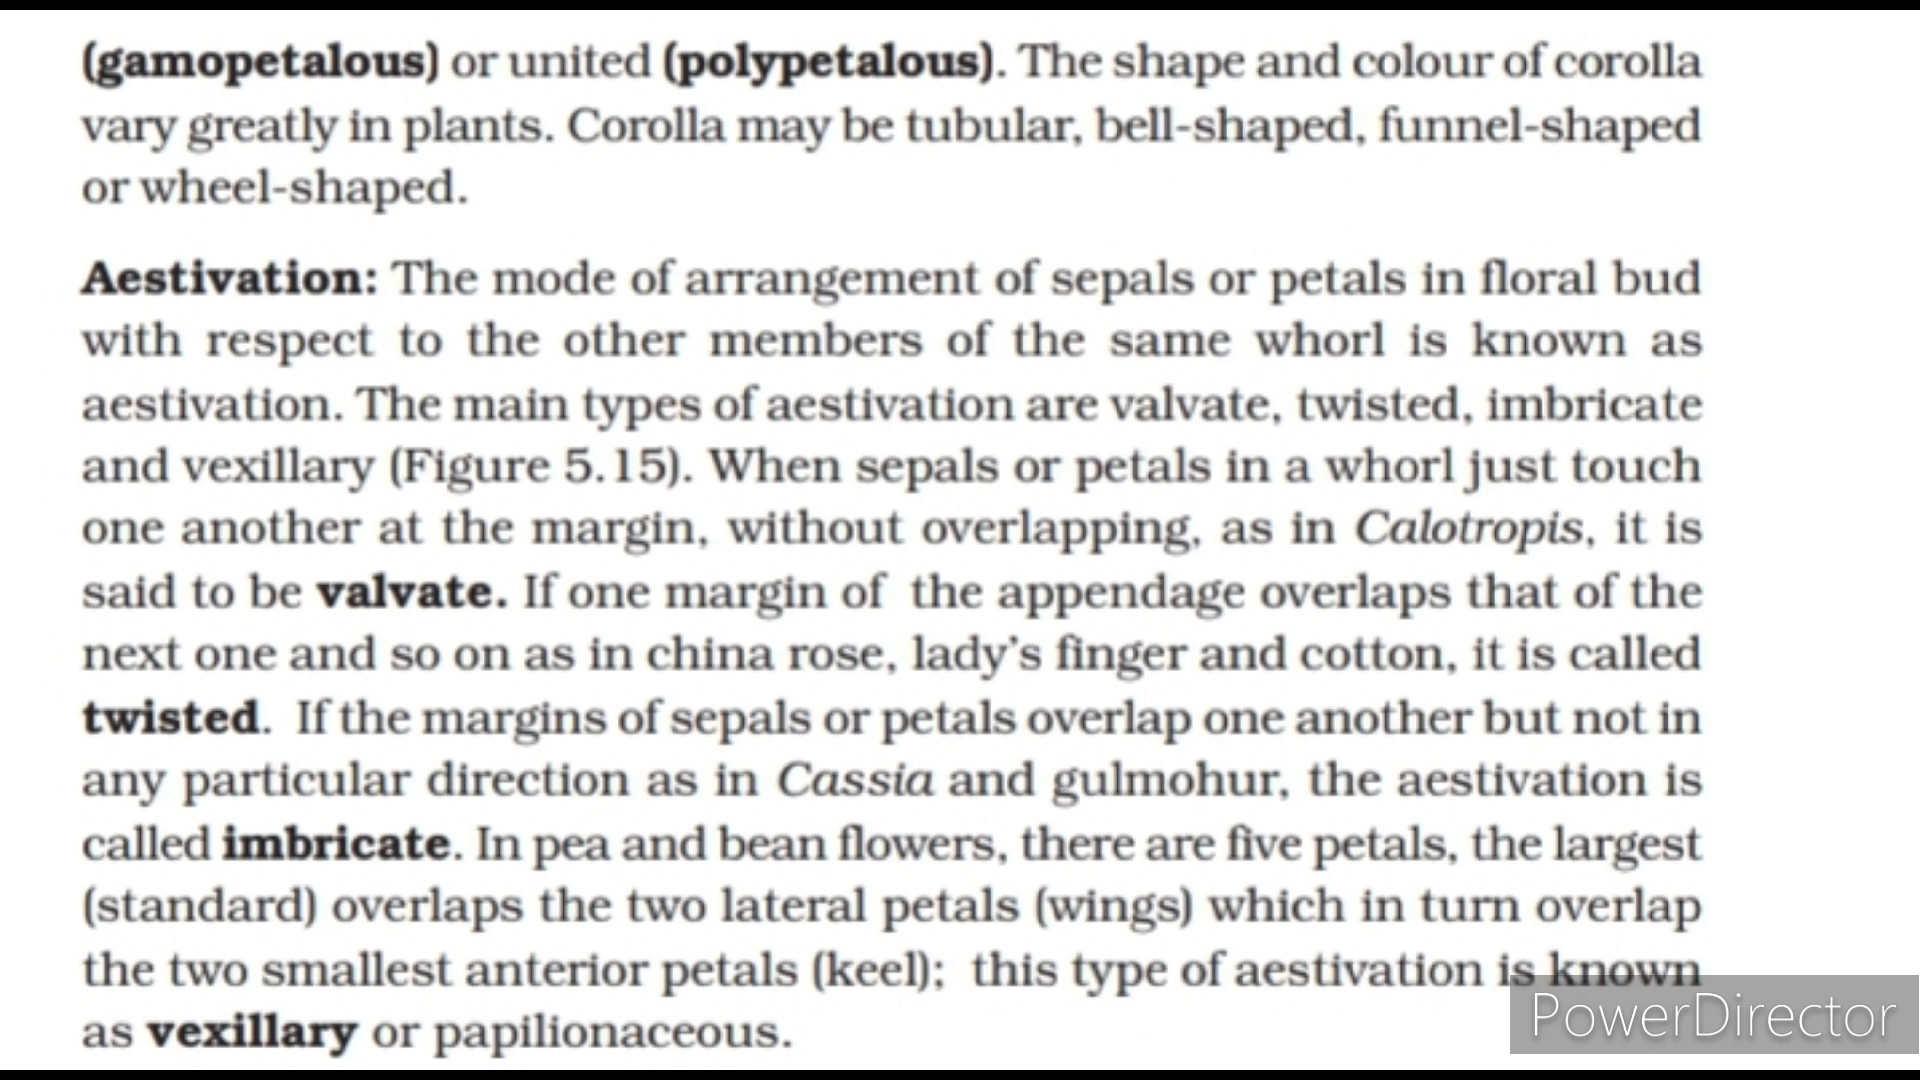 (gamopetalous) or united (polypetalous). The shape and colour of corolla
vary greatly in plants. Corolla may be tubular, bell-shaped, funnel-shaped
or wheel-shaped.
Aestivation: The mode of arrangement of sepals or petals in floral bud
with respect to the other members of the same whorl is known as
aestivation. The main types of aestivation are valvate, twisted, imbricate
and vexillary (Figure 5.15). When sepals or petals in a whorl just touch
one another at the margin, without overlapping, as in Calotropis, it is
said to be valvate. If one margin of the appendage overlaps that of the
next one and so on as in china rose, lady's finger and cotton, it is called
twisted. If the margins of sepals or petals overlap one another but not in
any particular direction as in Cassia and gulmohur, the aestivation is
called imbricate. In pea and bean flowers, there are five petals, the largest
(standard) overlaps the two lateral petals (wings) which in turn overlap
the two smallest anterior petals (keel); this type of aestivation is known
as vexillary or papilionaceous.
PowerDirector